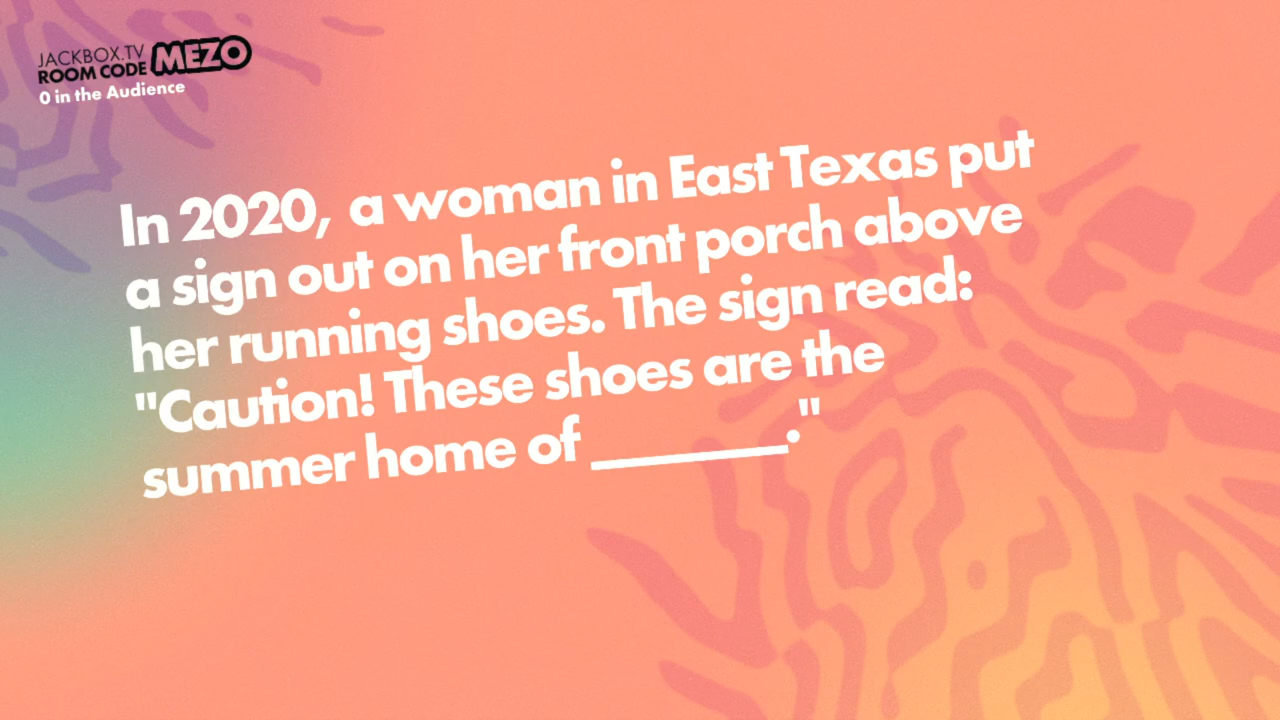 JACKBOX.TV
ROOM CODE MEZO
0 in the Audience
In 2020, a woman in East Texas put
a sign out on her front porch above
her running shoes. The sign read:
"Caution! These shoes are the
summer home of ________."